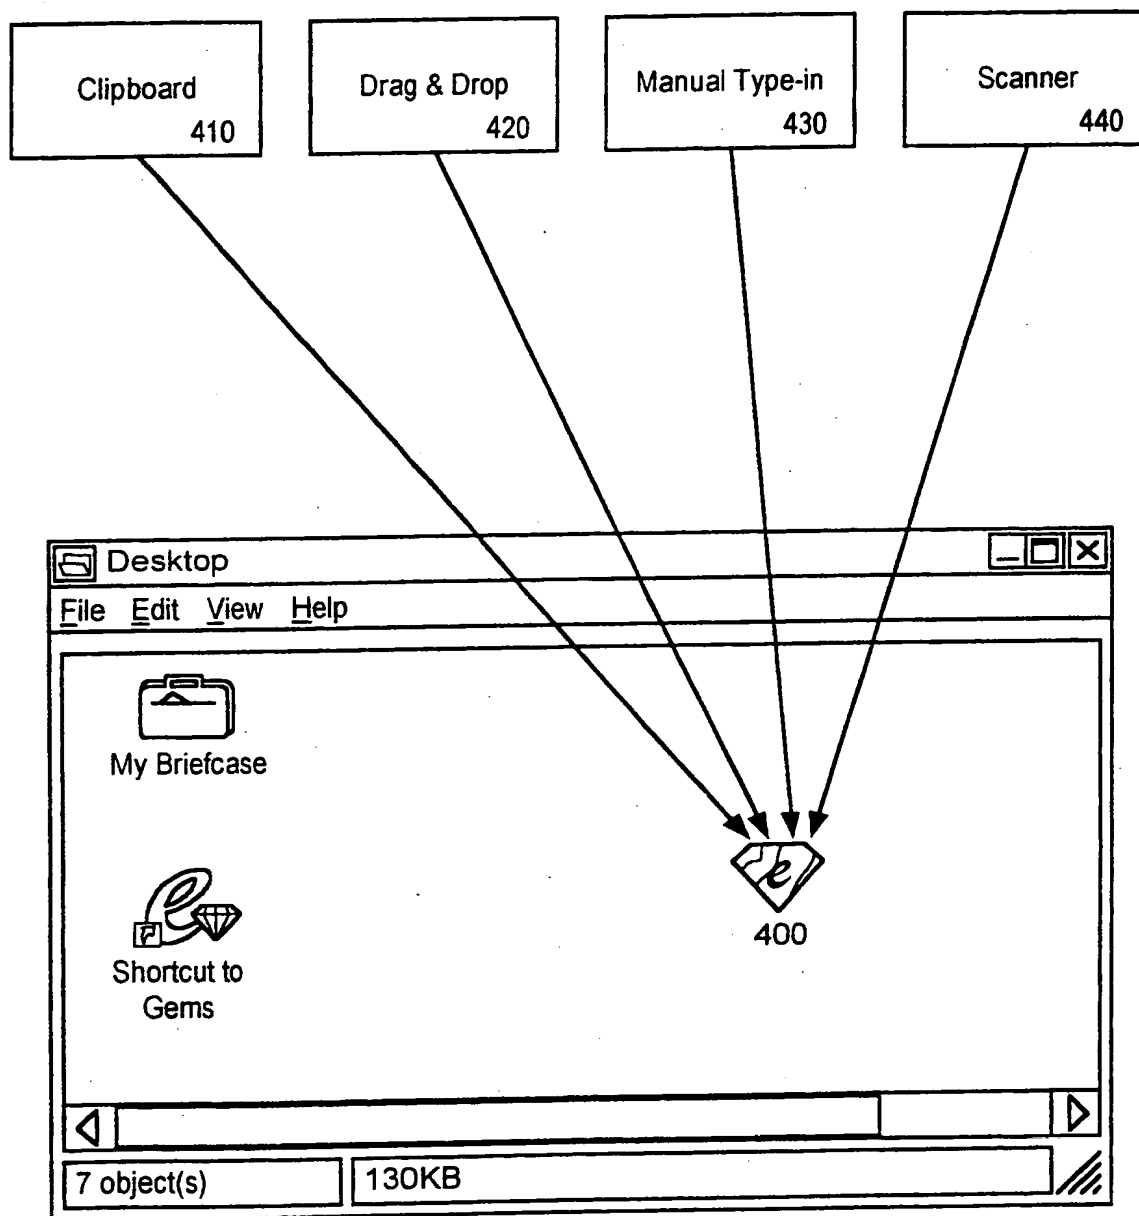 Clipboard
410
Drag & Drop
420
Manual Type-in
430
Scanner
440
Desktop
File Edit View Help
My Briefcase
e
400
Shortcut to
Gems
7 object(s)
130KB